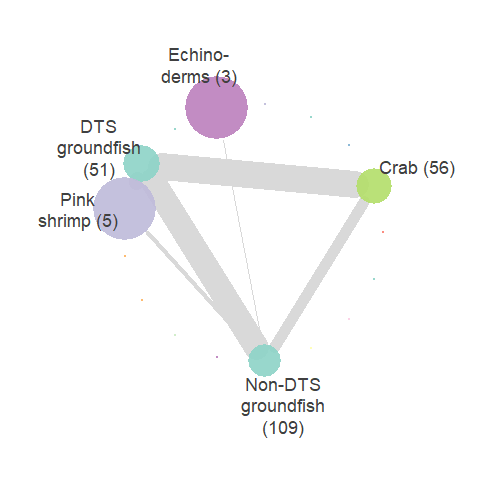 Echino-
derms (3)
DTS
groundfish
(51)
Crab (56)
Pink
shrimp (5)
Non-DTS
groundfish
(109)